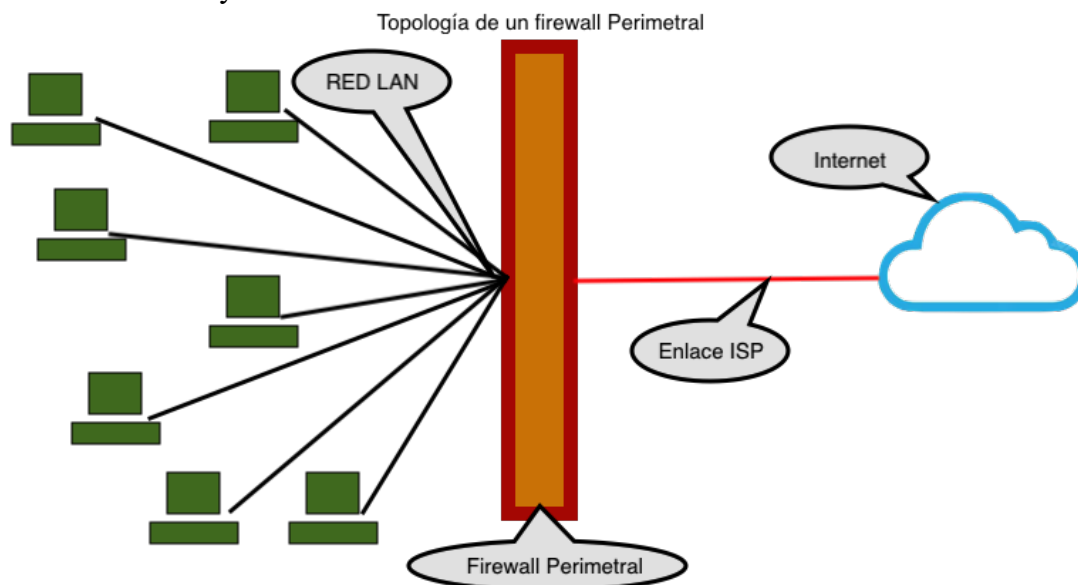 y
Topología de un firewall Perimetral
RED LAN
Internet
Enlace ISP
Firewall Perimetral